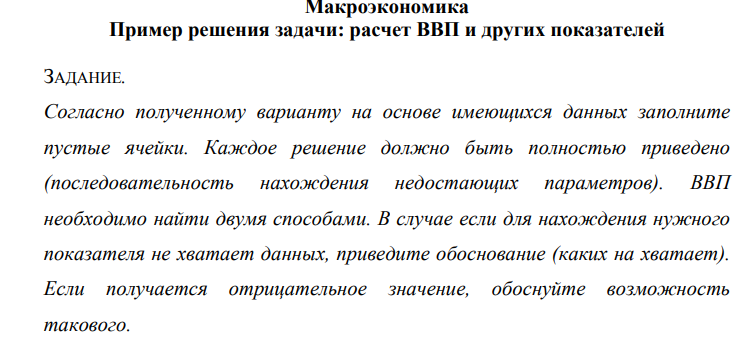 Макроэкономика
Пример решения задачи: расчет ВВП и других показателей
ЗАДАНИЕ.
Согласно полученному варианту на основе имеющихся данных заполните
пустые ячейки. Каждое решение должно быть полностью приведено
(последовательность нахождения недостающих параметров). ВВП
необходимо найти двумя способами. В случае если для нахождения нужного
показателя не хватает данных, приведите обоснование (каких на хватает).
Если получается отрицательное значение, обоснуйте возможность
такового.